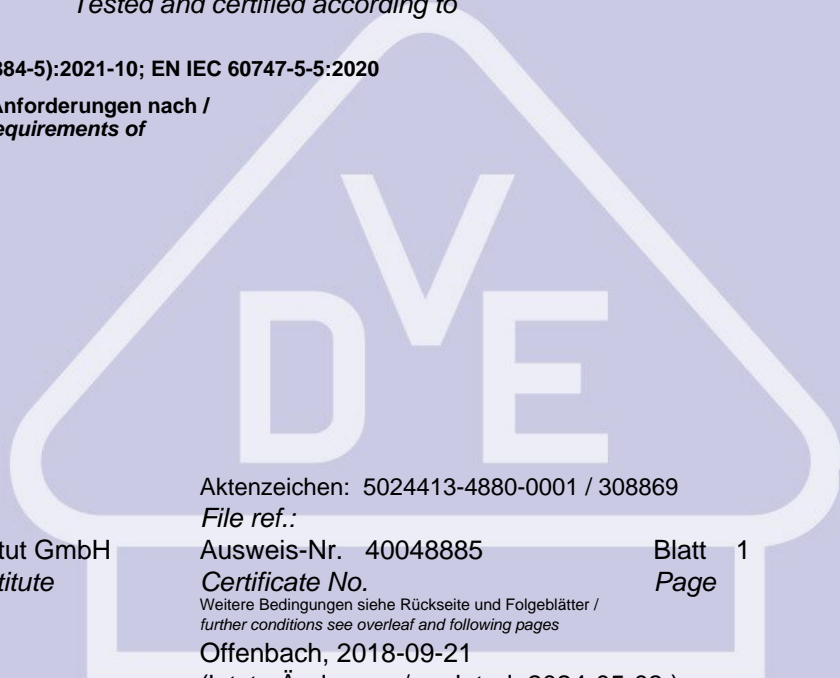 Tested and certified according to
884-5):2021-10; EN IEC 60747-5-5:2020
Anforderungen nach /
equirements of
VDE
Aktenzeichen: 5024413-4880-0001 / 308869
File ref.:
tut GmbH Ausweis-Nr. 40048885 Blatt 1
titute Certificate No. Page
Weitere Bedingungen siehe Rückseite und Folgeblätter /
further conditions see overleaf and following pages
Offenbach, 2018-09-21